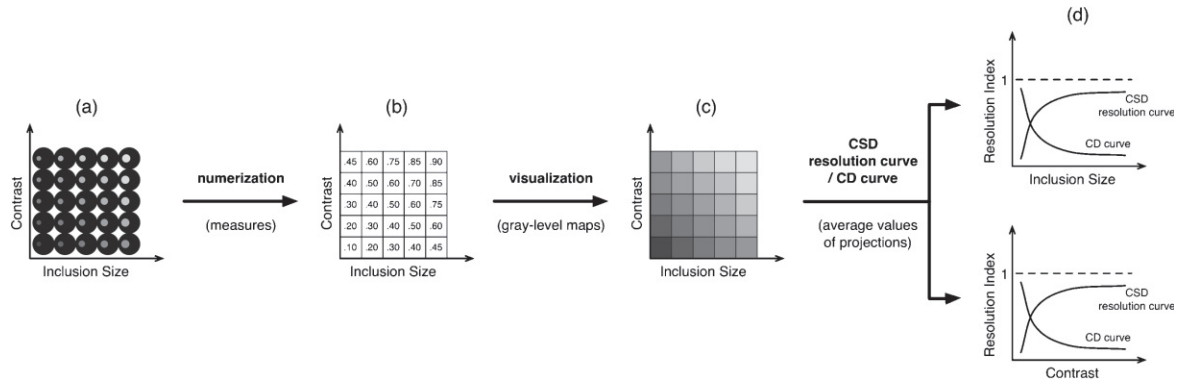 (a)
Contrast
Inclusion Size
numerization
(measures)
(b)
Contrast
.45 .60 .75 .85 .90
.40 .50 .60 .70 .85
30 .40 .50 .60 .75
.20 .30 .40 .50 .60
.10 .20 .30 .40 .45
Inclusion Size
visualization
(gray-level maps)
(c)
Contrast
Inclusion Size
CSD
resolution curve
/ CD curve
(average values
of projections)
(d)
Resolution Index
1
CSD
resolution curve
CD curve
Inclusion Size
Resolution Index
1
CSD
resolution curve
CD curve
Contrast